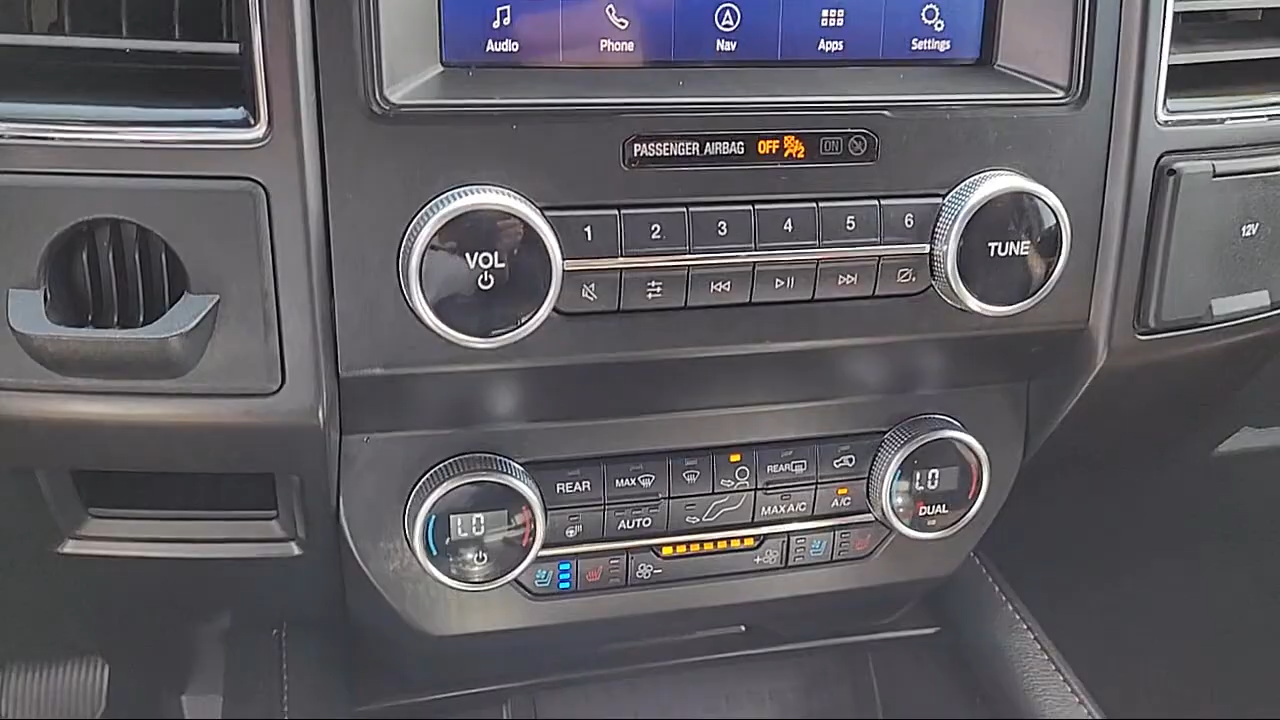 Audio Phone Nav Apps Settings
PASSENGER AIRBAG OFF 2 ON
12V
VOL
1 2 3 4 5 6
TUNE
LO
REAR MAX REAR
AUTO MAX A/C A/C
LO
DUAL
- +